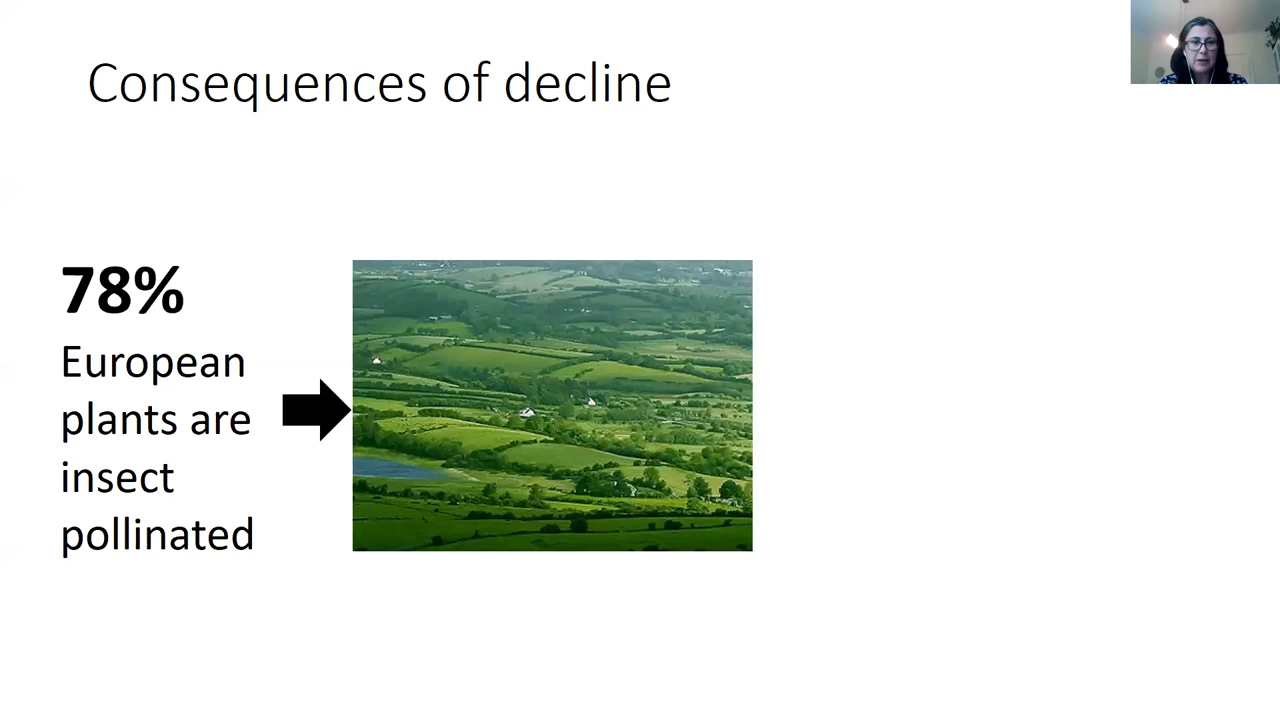 Consequences of decline
78%
European
plants are
insect
pollinated